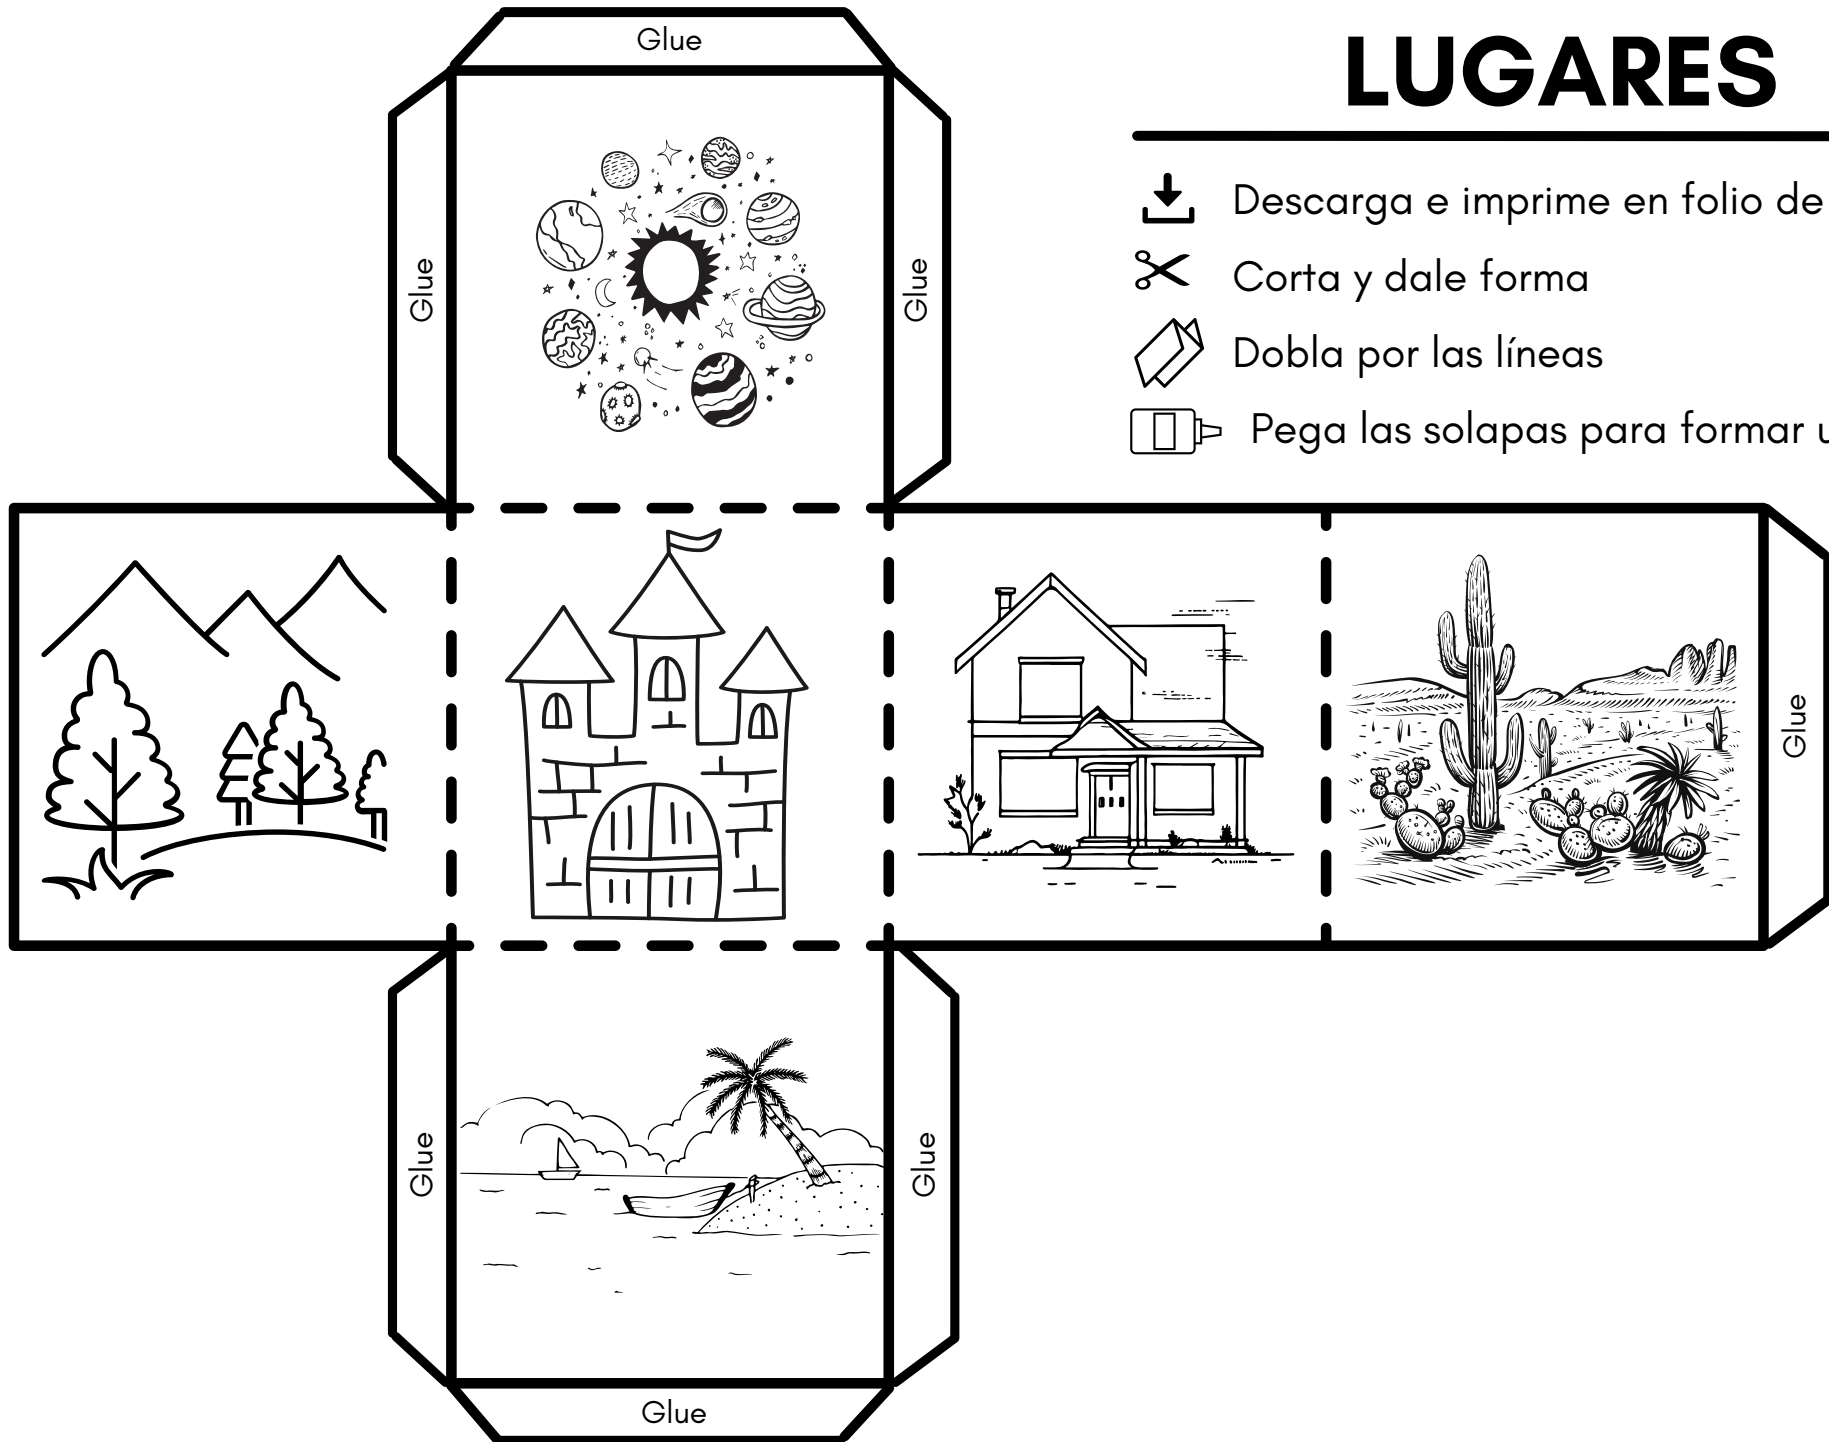 Glue
LUGARES
Descarga e imprime en folio de
Glue
Glue
Corta y dale forma
Dobla por las líneas
Pega las solapas para formar u
Glue
Glue
Glue
Glue